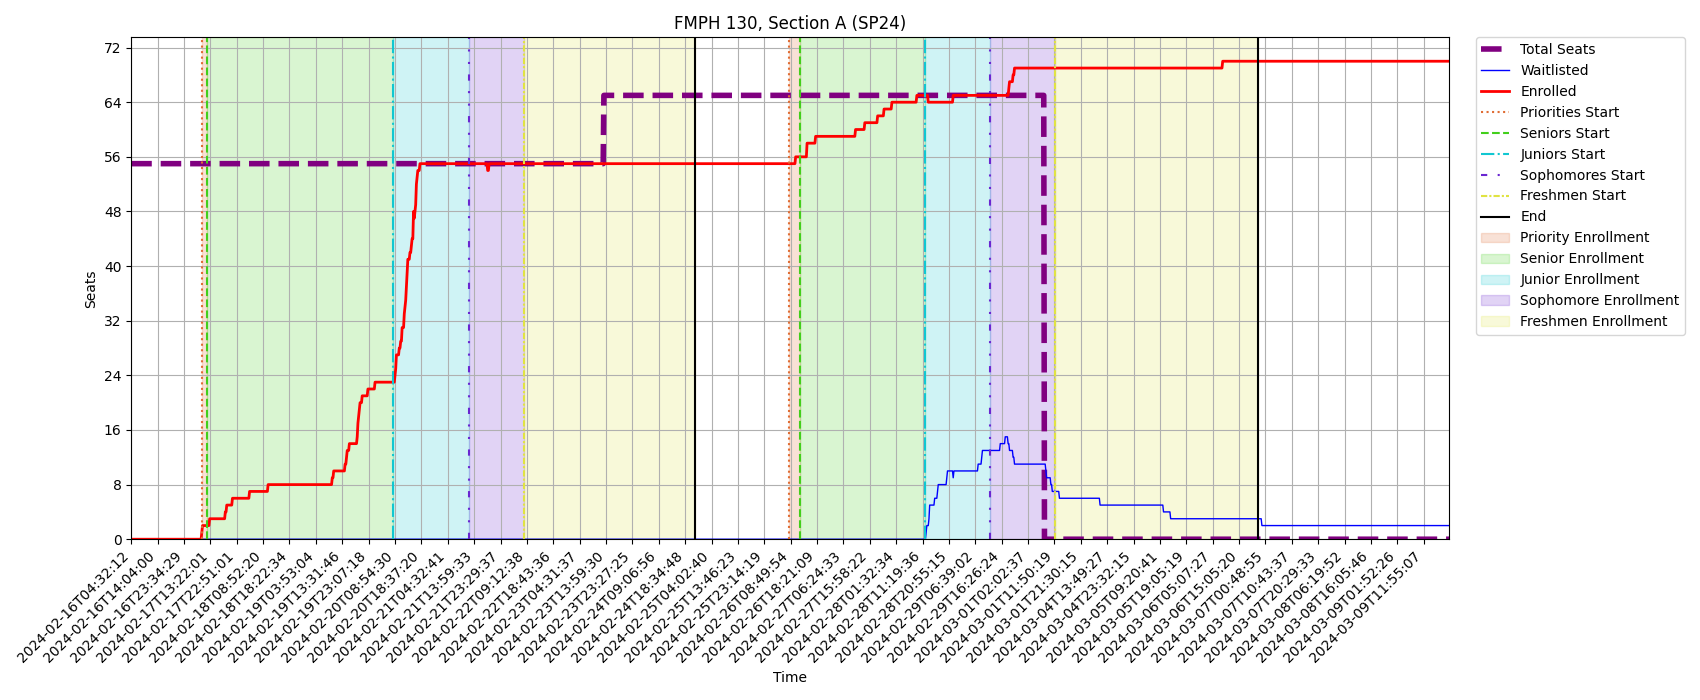 FMPH 130, Section A (SP24)
72
64
56
48
40
32
24
16
8
0
Seats
2024-02-16T04:32:12
2024-02-16T14:04:00
2024-02-16T23:34:29
2024-02-17T13:22:01
2024-02-17T22:51:01
2024-02-18T08:52:20
2024-02-18T18:22:34
2024-02-19T03:53:04
2024-02-19T13:31:46
2024-02-19T23:07:18
2024-02-20T08:54:30
2024-02-20T18:37:20
2024-02-21T04:32:41
2024-02-21T13:59:33
2024-02-21T23:29:37
2024-02-22T09:12:38
2024-02-22T18:43:36
2024-02-23T04:31:37
2024-02-23T13:59:30
2024-02-23T23:27:25
2024-02-24T09:06:56
2024-02-24T18:34:48
2024-02-25T04:02:40
2024-02-25T13:46:23
2024-02-25T23:14:19
2024-02-26T08:49:54
2024-02-26T18:21:09
2024-02-27T06:24:33
2024-02-27T15:58:22
2024-02-28T01:32:34
2024-02-28T11:19:36
2024-02-28T20:55:15
2024-02-29T06:39:02
2024-02-29T16:26:24
2024-03-01T02:02:37
2024-03-01T11:50:19
2024-03-01T21:30:15
2024-03-04T13:49:27
2024-03-04T23:32:15
2024-03-05T09:20:41
2024-03-05T19:05:19
2024-03-06T05:07:27
2024-03-06T15:05:20
2024-03-07T00:48:55
2024-03-07T10:43:37
2024-03-07T20:29:33
2024-03-08T06:19:52
2024-03-08T16:05:46
2024-03-09T01:52:26
2024-03-09T11:55:07
Time
Total Seats
Waitlisted
Enrolled
Priorities Start
Seniors Start
Juniors Start
Sophomores Start
Freshmen Start
End
Priority Enrollment
Senior Enrollment
Junior Enrollment
Sophomore Enrollment
Freshmen Enrollment